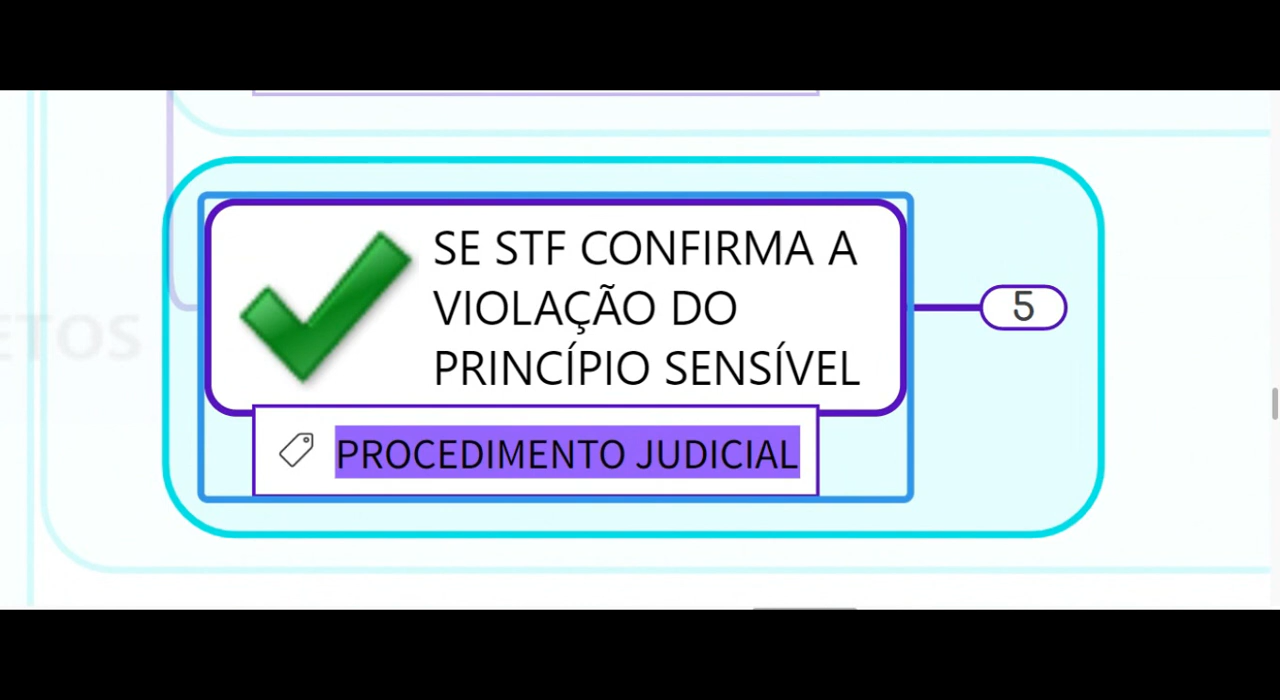 SE STF CONFIRMA A
VIOLAÇÃO DO
PRINCÍPIO SENSÍVEL
5
PROCEDIMENTO JUDICIAL